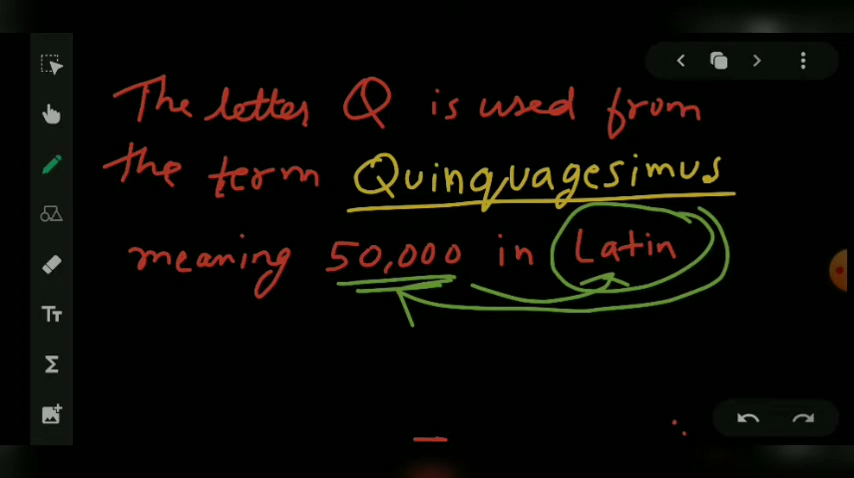 The letter Q is used from
the term Quinquagesimus
meaning 50,000 in Latin